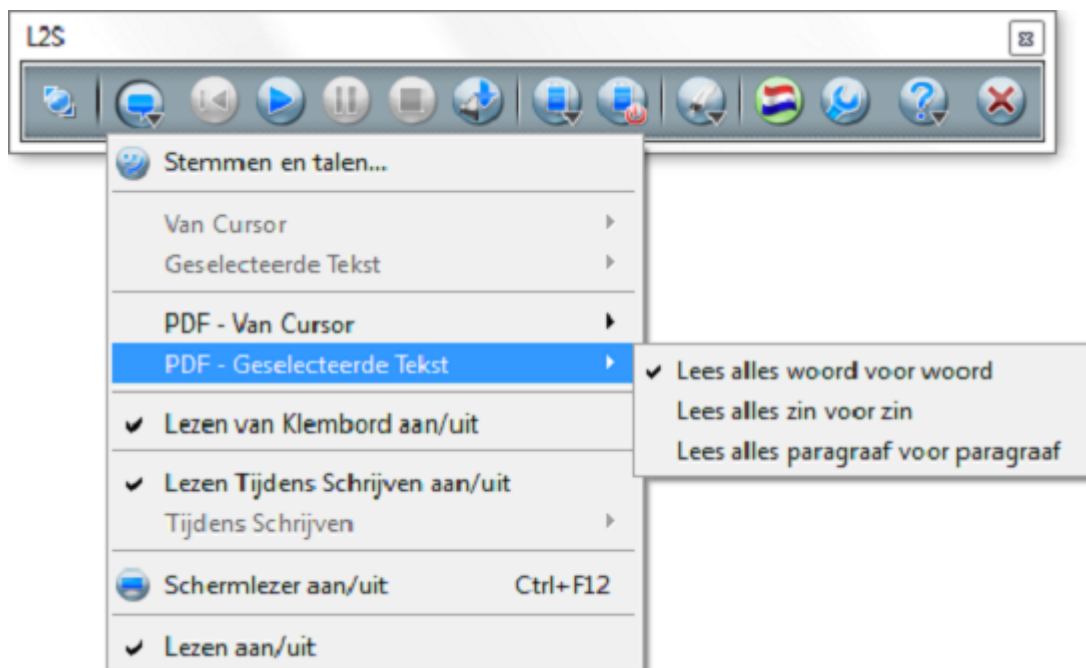 L2S
Stemmen en talen...
Van Cursor
Geselecteerde Tekst
PDF - Van Cursor
PDF - Geselecteerde Tekst
Lees alles woord voor woord
Lees alles zin voor zin
Lees alles paragraaf voor paragraaf
Lezen van Klembord aan/uit
Lezen Tijdens Schrijven aan/uit
Tijdens Schrijven
Schermlezer aan/uit Ctrl+F12
Lezen aan/uit